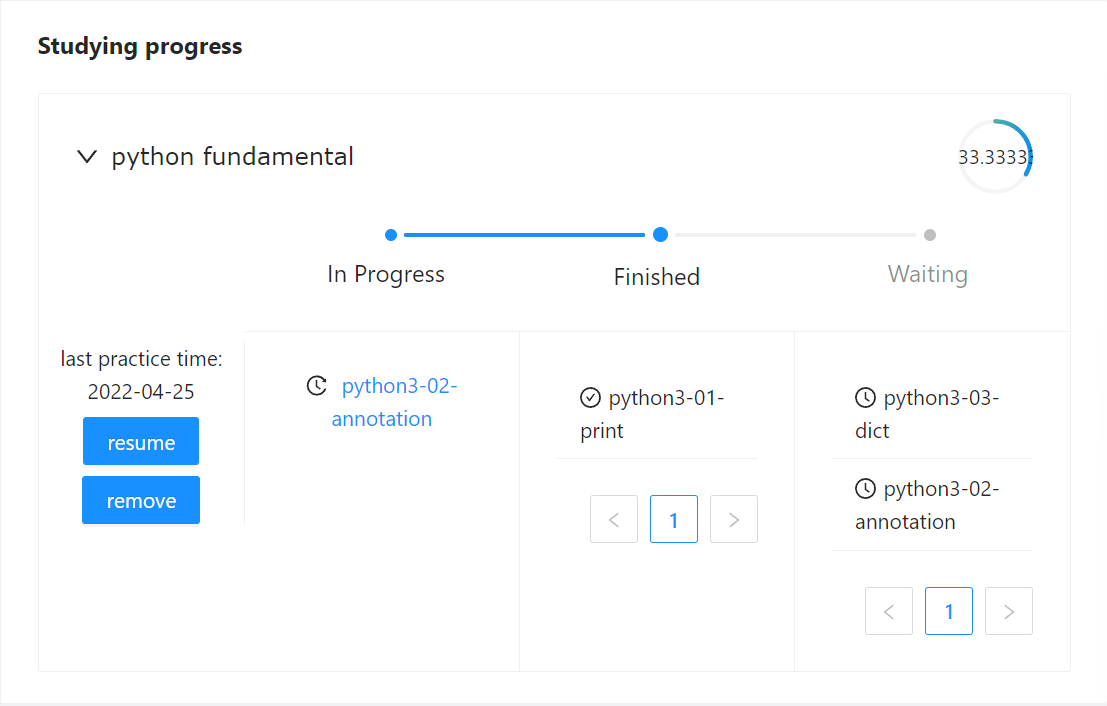 Studying progress
python fundamental
33.3333
In Progress
Finished
Waiting
last practice time:
2022-04-25
resume
remove
python3-02-
annotation
python3-01-
print
1
python3-03-
dict
python3-02-
annotation
1